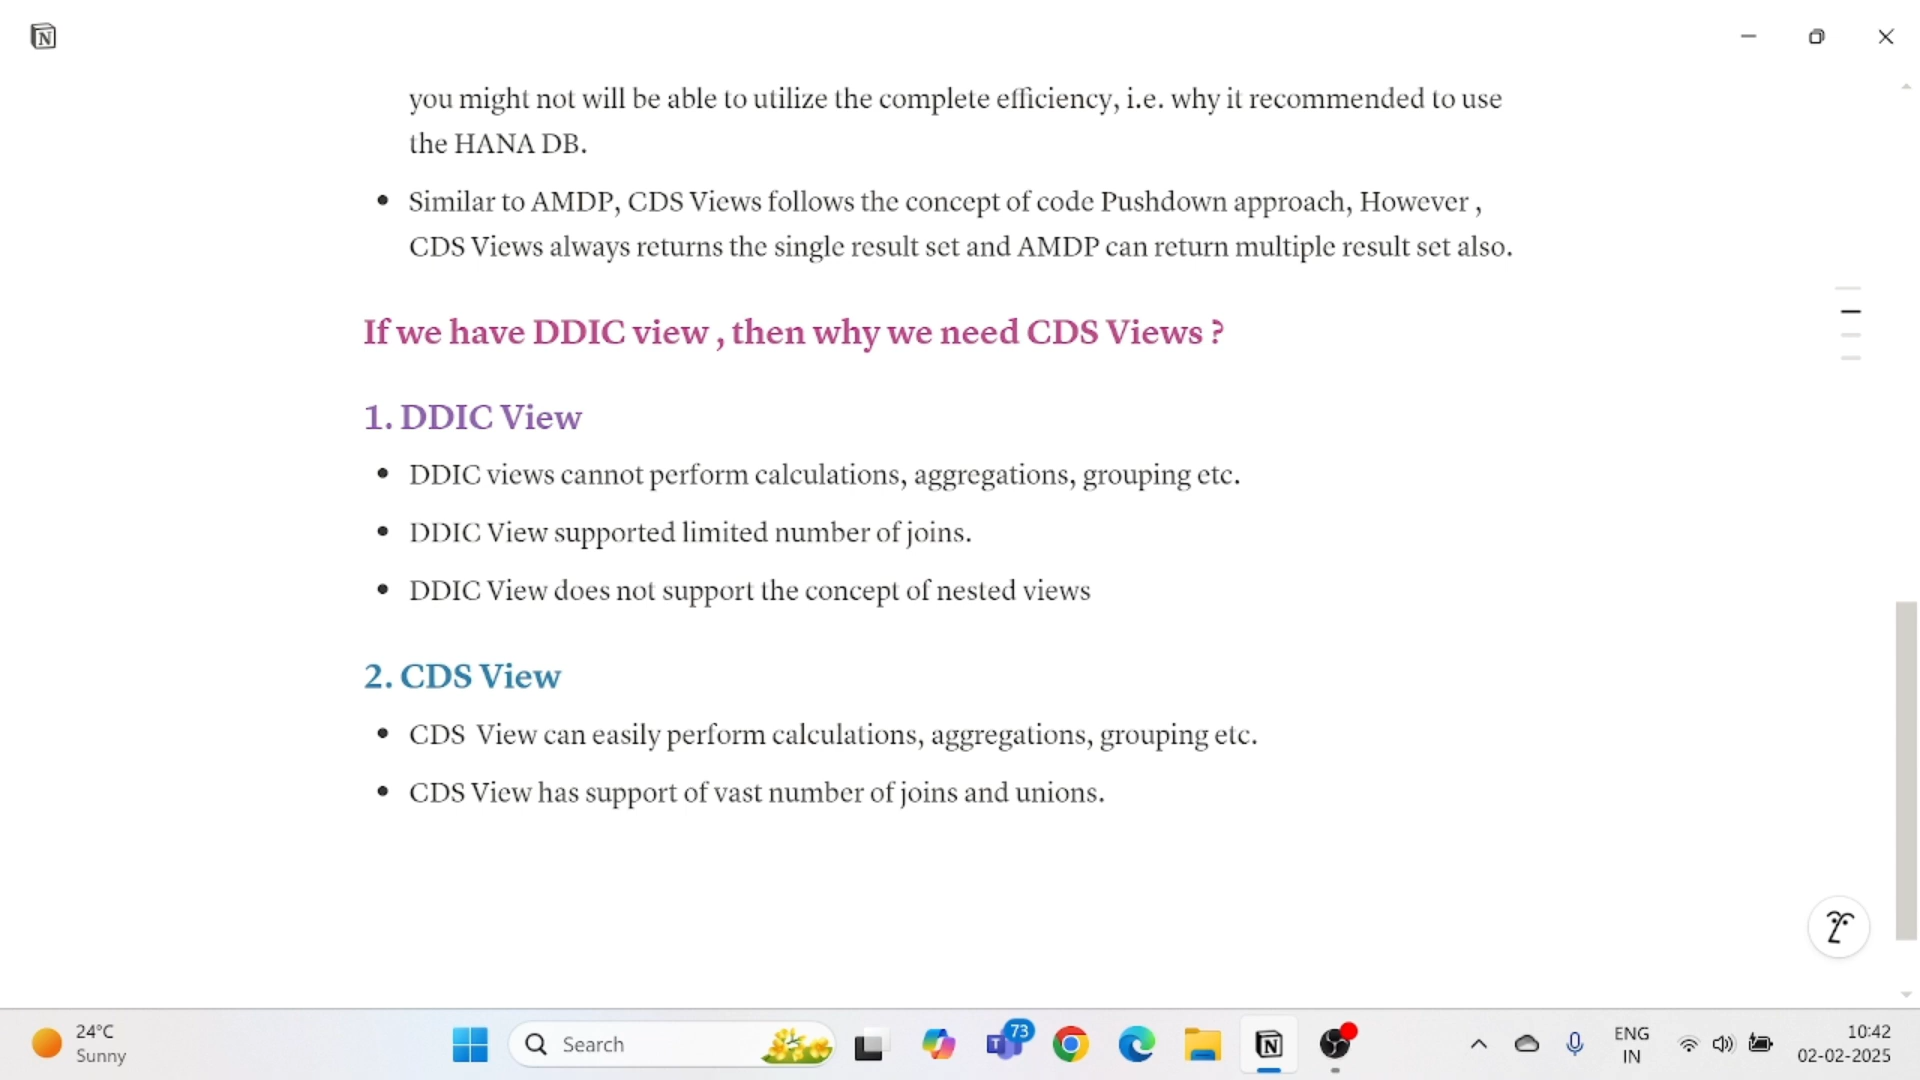 you might not will be able to utilize the complete efficiency, i.e. why it recommended to use
the HANA DB.
• Similar to AMDP, CDS Views follows the concept of code Pushdown approach, However ,
CDS Views always returns the single result set and AMDP can return multiple result set also.
If we have DDIC view , then why we need CDS Views ?
1. DDIC View
• DDIC views cannot perform calculations, aggregations, grouping etc.
• DDIC View supported limited number of joins.
• DDIC View does not support the concept of nested views
2. CDS View
• CDS  View can easily perform calculations, aggregations, grouping etc.
• CDS View has support of vast number of joins and unions.
24°C
Sunny
Search
73
ENG
IN
10:42
02-02-2025